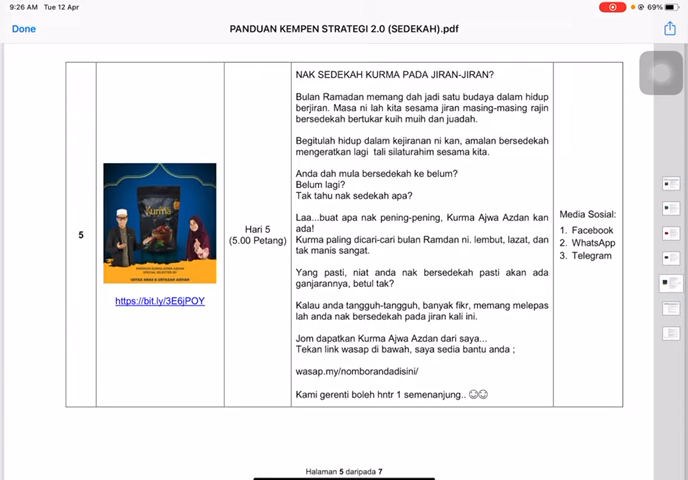 9:26 AM Tue 12 Apr
69%
Done
PANDUAN KEMPEN STRATEGI 2.0 (SEDEKAH).pdf
5
Kurma
https://bit.ly/3E6jPOY
Hari 5
(5.00 Petang)
NAK SEDEKAH KURMA PADA JIRAN-JIRAN?
Bulan Ramadan memang dah jadi satu budaya dalam hidup
berjiran. Masa ni lah kita sesama jiran masing-masing rajin
bersedekah bertukar kuih muih dan juadah.
Begitulah hidup dalam kejiranan ni kan, amalan bersedekah
mengeratkan lagi tali silaturahim sesama kita.
Anda dah mula bersedekah ke belum?
Belum lagi?
Tak tahu nak sedekah apa?
Laa...buat apa nak pening-pening, Kurma Ajwa Azdan kan
ada!
Kurma paling dicari-cari bulan Ramdan ni. lembut, lazat, dan
tak manis sangat.
Yang pasti, niat anda nak bersedekah pasti akan ada
ganjarannya, betul tak?
Kalau anda tangguh-tangguh, banyak fikr, memang melepas
lah anda nak bersedekah pada jiran kali ini.
Jom dapatkan Kurma Ajwa Azdan dari saya...
Tekan link wasap di bawah, saya sedia bantu anda ;
wasap.my/nomborandadisini/
Kami gerenti boleh hntr 1 semenanjung..
Media Sosial:
1. Facebook
2. WhatsApp
3. Telegram
Halaman 5 daripada 7